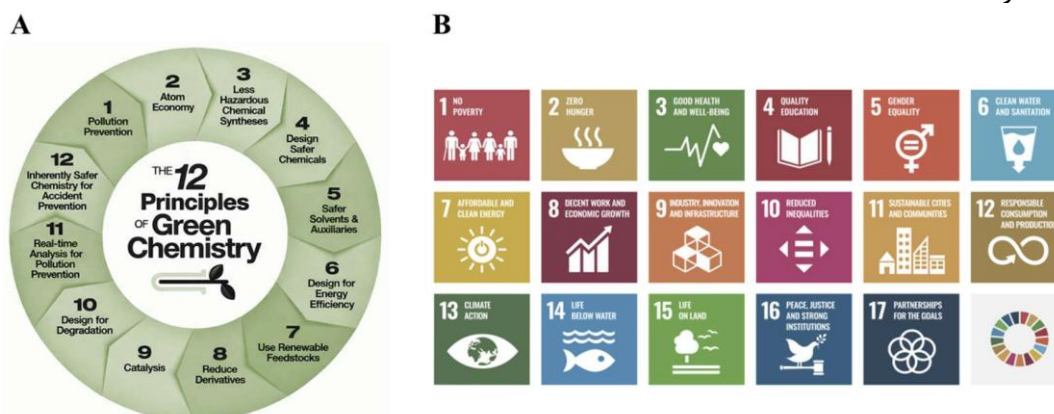 A
1
Pollution
Prevention
2
Atom
Economy
3
Less
Hazardous
Chemical
Syntheses
4
Design
Safer
Chemicals
5
Safer
Solvents &
Auxiliaries
6
Design for
Energy
Efficiency
7
Use Renewable
Feedstocks
8
Reduce
Derivatives
9
Catalysis
10
Design for
Degradation
11
Real-time
Analysis for
Pollution
Prevention
12
Inherently Safer
Chemistry for
Accident
Prevention
THE 12
Principles
OF Green
Chemistry
B
1 NO
POVERTY
2 ZERO
HUNGER
3 GOOD HEALTH
AND WELL-BEING
4 QUALITY
EDUCATION
5 GENDER
EQUALITY
6 CLEAN WATER
AND SANITATION
7 AFFORDABLE AND
CLEAN ENERGY
8 DECENT WORK AND
ECONOMIC GROWTH
9 INDUSTRY, INNOVATION
AND INFRASTRUCTURE
10 REDUCED
INEQUALITIES
11 SUSTAINABLE CITIES
AND COMMUNITIES
12 RESPONSIBLE
CONSUMPTION
AND PRODUCTION
13 CLIMATE
ACTION
14 LIFE
BELOW WATER
15 LIFE
ON LAND
16 PEACE, JUSTICE
AND STRONG
INSTITUTIONS
17 PARTNERSHIPS
FOR THE GOALS